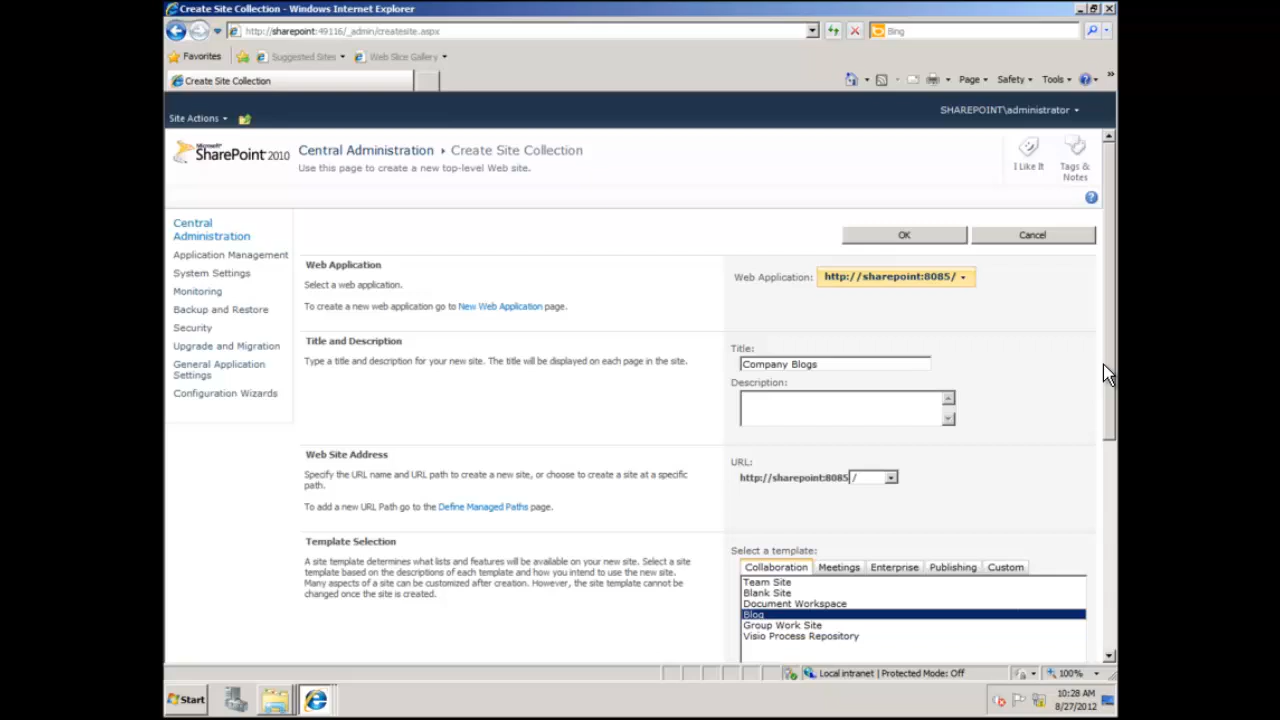 Create Site Collection - Windows Internet Explorer
http://sharepoint:49116/_admin/createsite.aspx
Bing
Favorites
Suggested Sites
Web Slice Gallery
Create Site Collection
Page
Safety
Tools
Site Actions
SHAREPOINT\administrator
Microsoft
SharePoint 2010
Central Administration
Create Site Collection
Use this page to create a new top-level Web site.
I Like It
Tags &
Notes
Central
Administration
Application Management
System Settings
Monitoring
Backup and Restore
Security
Upgrade and Migration
General Application
Settings
Configuration Wizards
OK
Cancel
Web Application
Select a web application.
To create a new web application go to New Web Application page.
Web Application: http://sharepoint:8085/
Title and Description
Type a title and description for your new site. The title will be displayed on each page in the site.
Title:
Company Blogs
Description:
Web Site Address
Specify the URL name and URL path to create a new site, or choose to create a site at a specific
path.
To add a new URL Path go to the Define Managed Paths page.
URL:
http://sharepoint:8085 /
Template Selection
A site template determines what lists and features will be available on your new site. Select a site
template based on the descriptions of each template and how you intend to use the new site.
Many aspects of a site can be customized after creation. However, the site template cannot be
changed once the site is created.
Select a template:
Collaboration
Meetings
Enterprise
Publishing
Custom
Team Site
Blank Site
Document Workspace
Blog
Group Work Site
Visio Process Repository
Local intranet | Protected Mode: Off
100%
Start
10:28 AM
8/27/2012